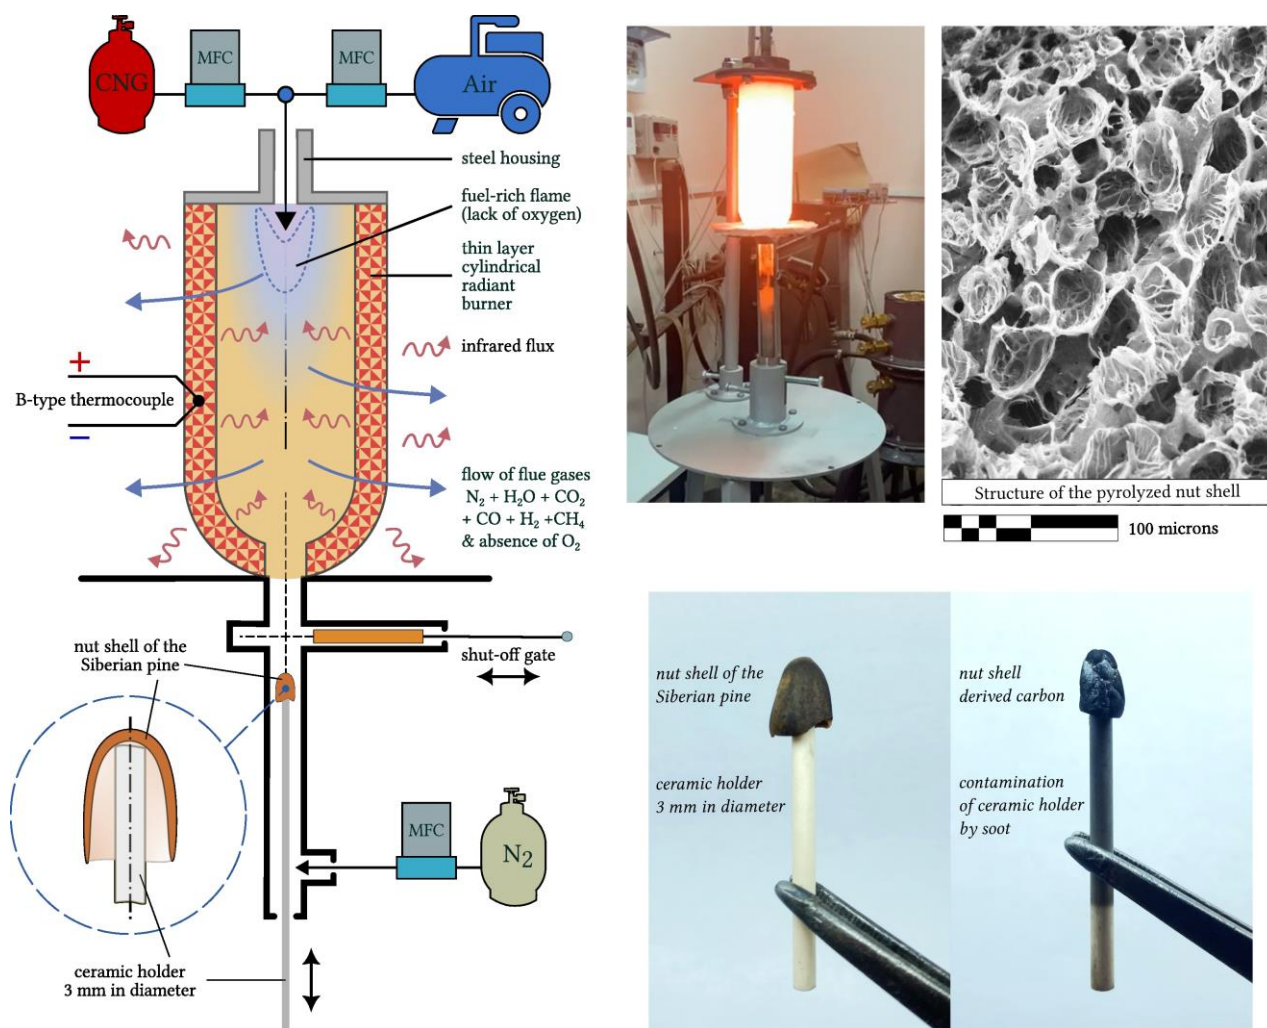 CNG
MFC
MFC
Air
steel housing
fuel-rich flame
(lack of oxygen)
thin layer
cylindrical
radiant
burner
infrared flux
+
B-type thermocouple
−
flow of flue gases
N₂ + H₂O + CO₂
+ CO + H₂ +CH₄
& absence of O₂
nut shell of the
Siberian pine
shut-off gate
MFC
N₂
ceramic holder
3 mm in diameter
Structure of the pyrolyzed nut shell
100 microns
nut shell of the
Siberian pine
ceramic holder
3 mm in diameter
nut shell
derived carbon
contamination
of ceramic holder
by soot